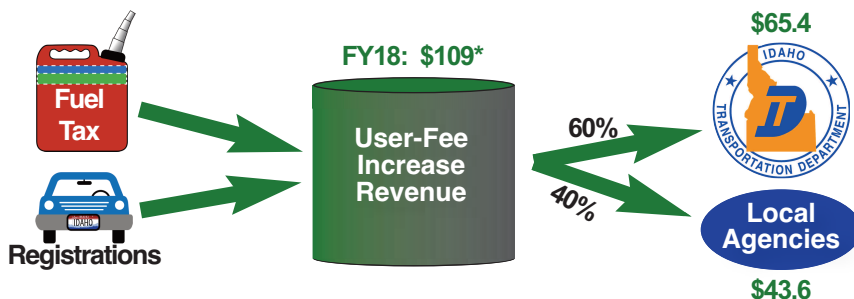 Fuel
Tax
IDAHO
Registrations
FY18: $109*
User-Fee
Increase
Revenue
60%
40%
$65.4
IDAHO
TRANSPORTATION DEPARTMENT
IT
Local
Agencies
$43.6